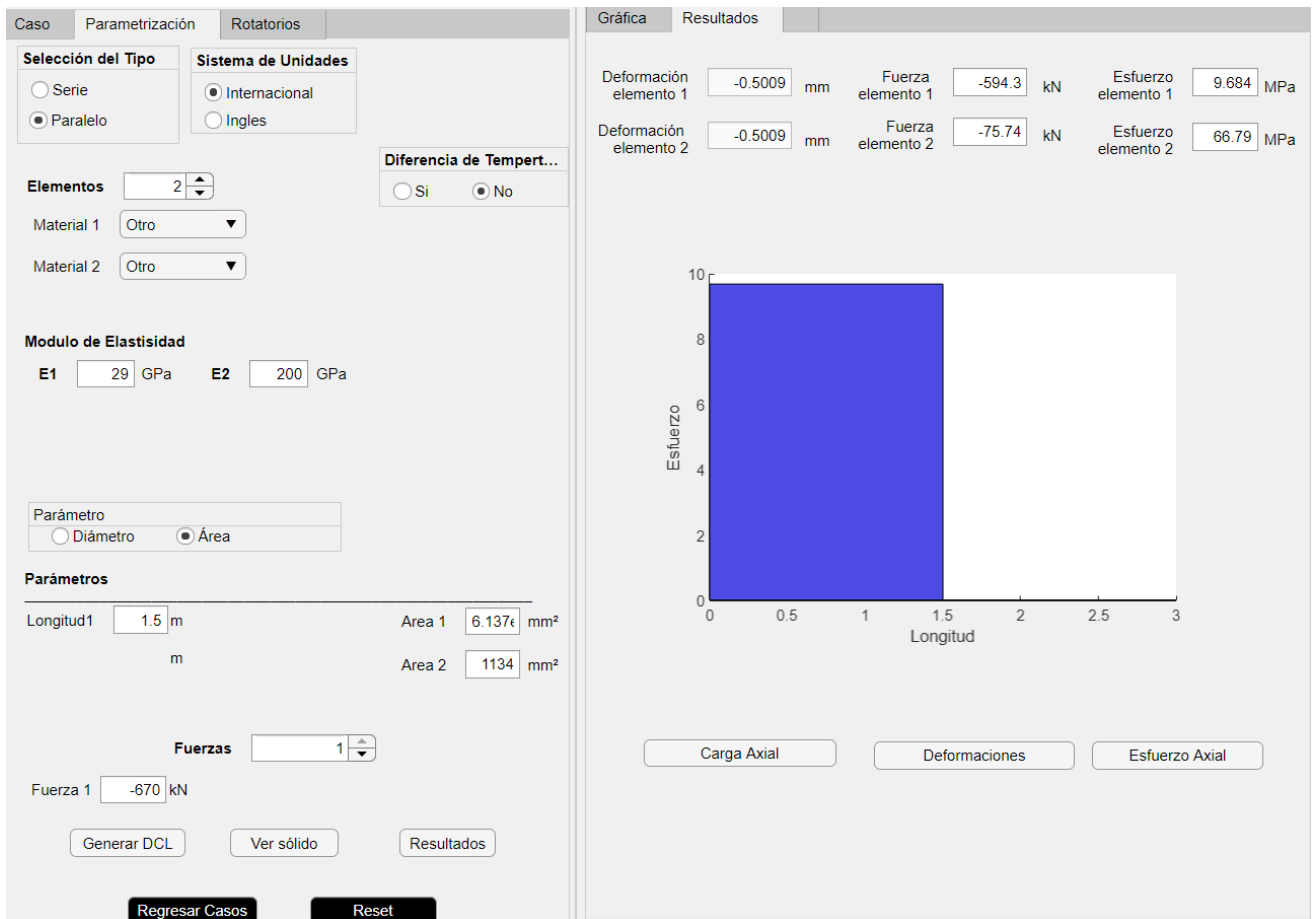 Caso Parametrización Rotatorios
Selección del Tipo
Serie
Paralelo
Sistema de Unidades
Internacional
Ingles
Diferencia de Tempert...
Si No
Elementos 2
Material 1 Otro
Material 2 Otro
Modulo de Elastisidad
E1 29 GPa E2 200 GPa
Parámetro
Diámetro Área
Parámetros
Longitud1 1.5 m Area 1 6.137e mm²
m Area 2 1134 mm²
Fuerzas 1
Fuerza 1 -670 kN
Generar DCL Ver sólido Resultados
Regresar Casos Reset
Gráfica Resultados
Deformación elemento 1 -0.5009 mm Fuerza elemento 1 -594.3 kN Esfuerzo elemento 1 9.684 MPa
Deformación elemento 2 -0.5009 mm Fuerza elemento 2 -75.74 kN Esfuerzo elemento 2 66.79 MPa
10
8
6
4
2
0
Esfuerzo
0 0.5 1 1.5 2 2.5 3
Longitud
Carga Axial Deformaciones Esfuerzo Axial